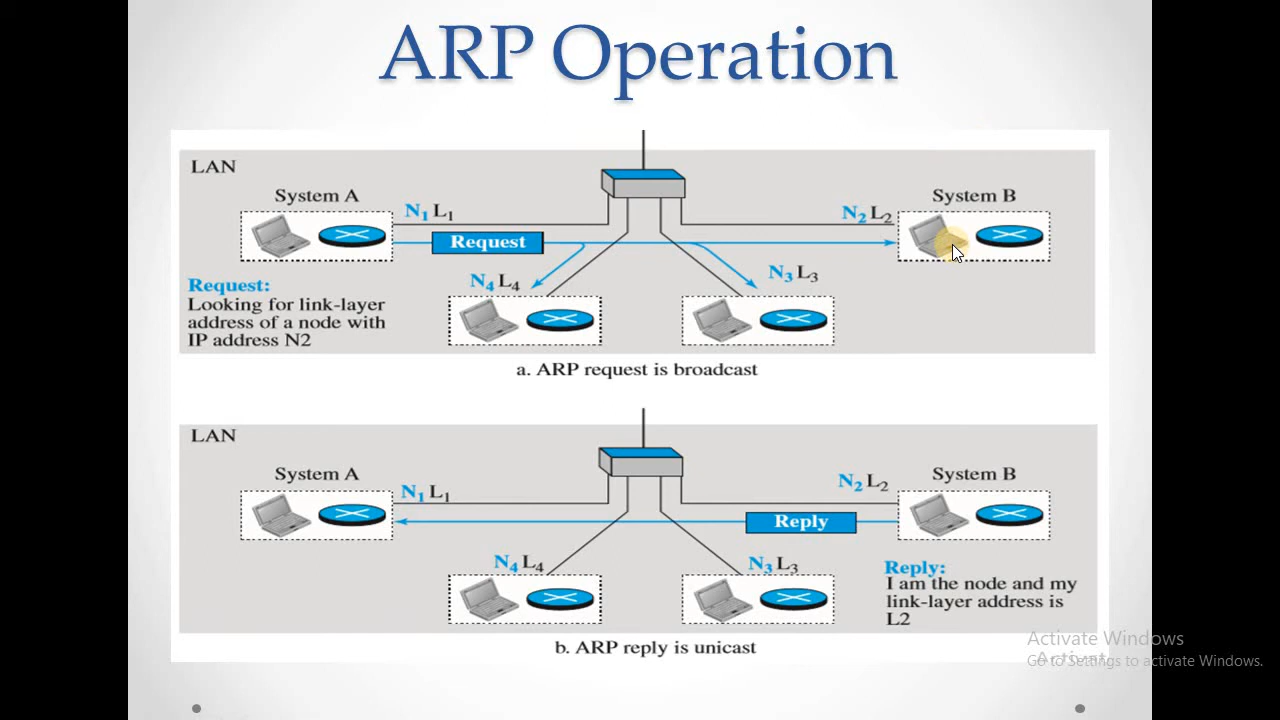 ARP Operation
LAN
System A
System B
N1 L1
N2 L2
Request
N4 L4
N3 L3
Request:
Looking for link-layer
address of a node with
IP address N2
a. ARP request is broadcast
LAN
System A
System B
N1 L1
N2 L2
Reply
N4 L4
N3 L3
Reply:
I am the node and my
link-layer address is
L2
b. ARP reply is unicast
Activate Windows
Go to Settings to activate Windows.